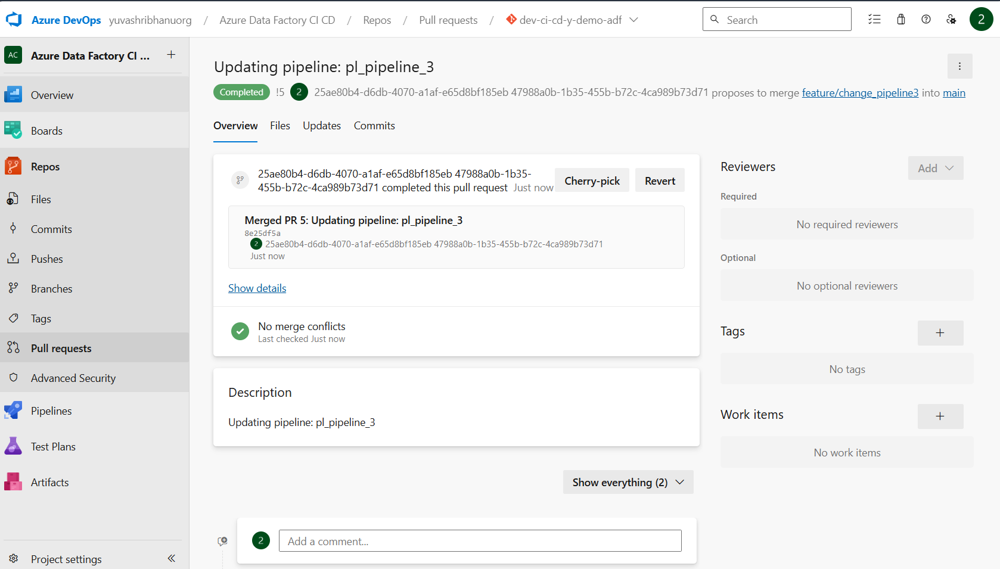 Azure DevOps yuvashribhanuorg / Azure Data Factory CI CD / Repos / Pull requests / dev-ci-cd-y-demo-adf
Search
2
AC Azure Data Factory CI ... +
Overview
Boards
Repos
Files
Commits
Pushes
Branches
Tags
Pull requests
Advanced Security
Pipelines
Test Plans
Artifacts
Project settings
Updating pipeline: pl_pipeline_3
Completed !5 2 25ae80b4-d6db-4070-a1af-e65d8bf185eb 47988a0b-1b35-455b-b72c-4ca989b73d71 proposes to merge feature/change_pipeline3 into main
Overview Files Updates Commits
25ae80b4-d6db-4070-a1af-e65d8bf185eb 47988a0b-1b35-
455b-b72c-4ca989b73d71 completed this pull request Just now
Cherry-pick Revert
Merged PR 5: Updating pipeline: pl_pipeline_3
8e25df5a
2 25ae80b4-d6db-4070-a1af-e65d8bf185eb 47988a0b-1b35-455b-b72c-4ca989b73d71
Just now
Show details
No merge conflicts
Last checked Just now
Description
Updating pipeline: pl_pipeline_3
Show everything (2)
2 Add a comment...
Reviewers Add
Required
No required reviewers
Optional
No optional reviewers
Tags +
No tags
Work items +
No work items